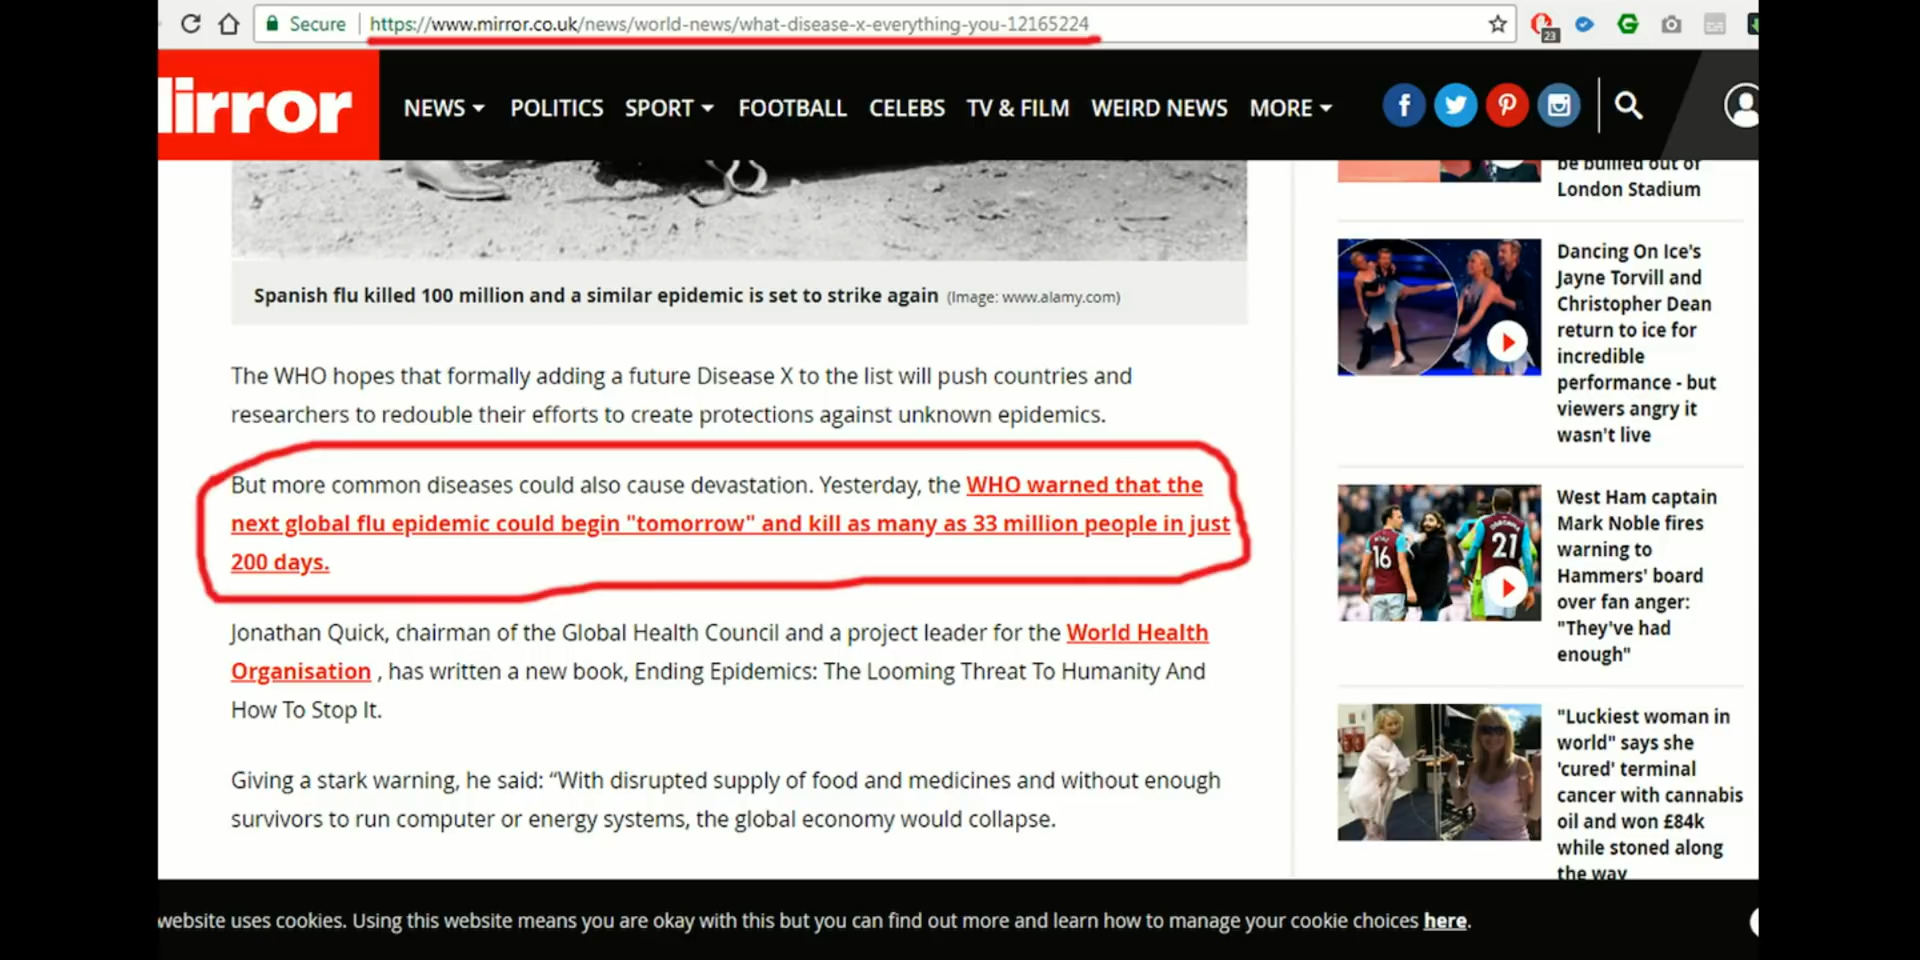 Secure
https://www.mirror.co.uk/news/world-news/what-disease-x-everything-you-12165224
23
irror
NEWS POLITICS SPORT FOOTBALL CELEBS TV & FILM WEIRD NEWS MORE
Spanish flu killed 100 million and a similar epidemic is set to strike again (Image: www.alamy.com)
The WHO hopes that formally adding a future Disease X to the list will push countries and
researchers to redouble their efforts to create protections against unknown epidemics.
But more common diseases could also cause devastation. Yesterday, the WHO warned that the
next global flu epidemic could begin "tomorrow" and kill as many as 33 million people in just
200 days.
Jonathan Quick, chairman of the Global Health Council and a project leader for the World Health
Organisation , has written a new book, Ending Epidemics: The Looming Threat To Humanity And
How To Stop It.
Giving a stark warning, he said: “With disrupted supply of food and medicines and without enough
survivors to run computer or energy systems, the global economy would collapse.
be bullied out of
London Stadium
Dancing On Ice's
Jayne Torvill and
Christopher Dean
return to ice for
incredible
performance - but
viewers angry it
wasn't live
16
21
West Ham captain
Mark Noble fires
warning to
Hammers' board
over fan anger:
"They've had
enough"
"Luckiest woman in
world" says she
'cured' terminal
cancer with cannabis
oil and won £84k
while stoned along
the way
website uses cookies. Using this website means you are okay with this but you can find out more and learn how to manage your cookie choices here.